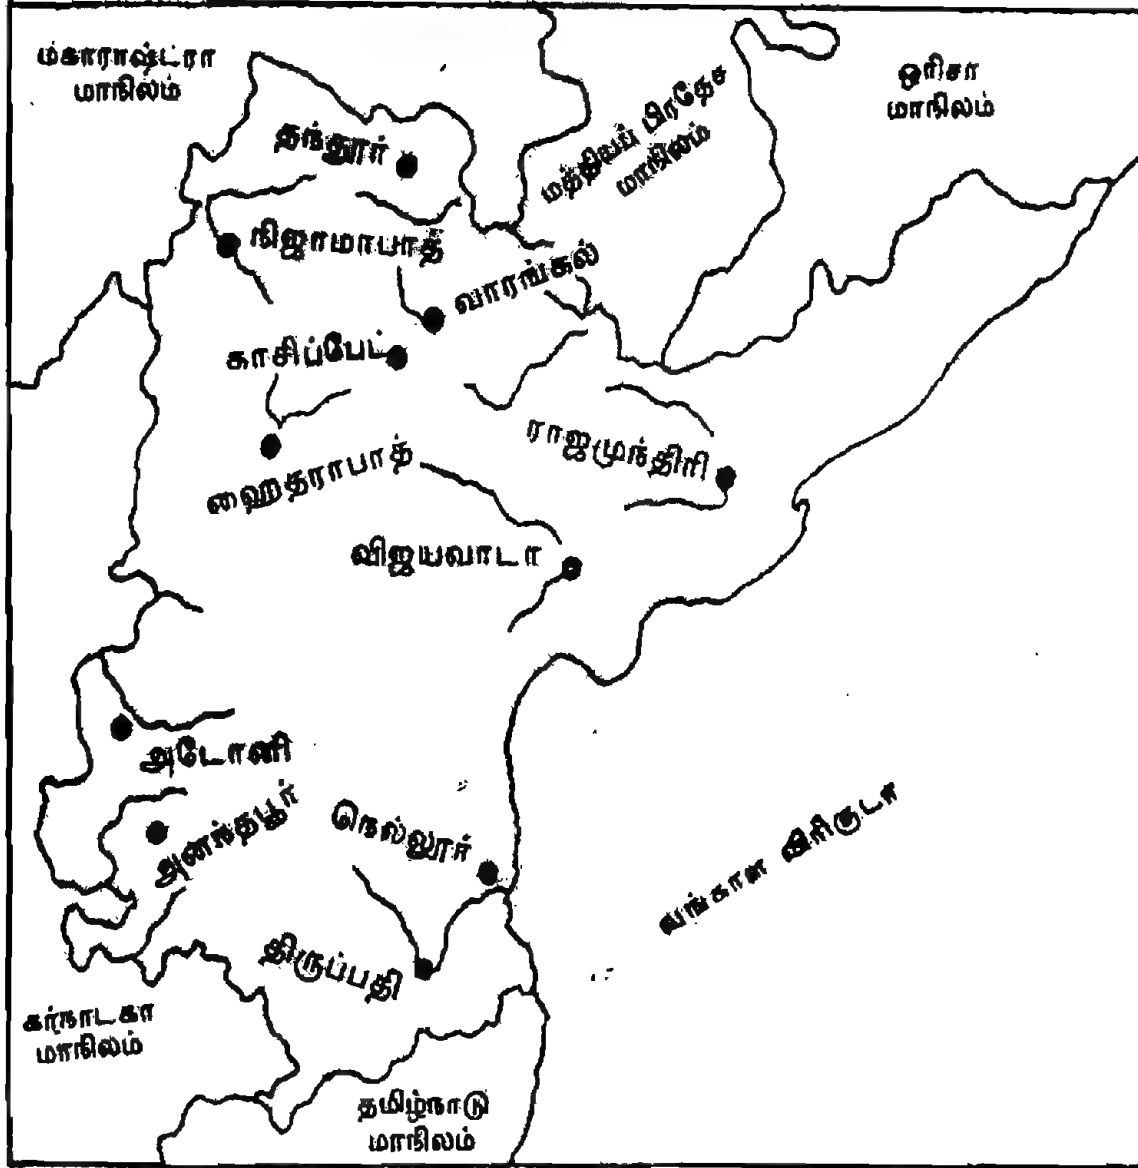 மகாராஷ்ட்ரா
மாநிலம்
ஒரிசா
மாநிலம்
மத்தியப் பிரதேச
மாநிலம்
தந்தூர்
நிஜாமாபாத்
வாரங்கல்
காசிப்பேட்
ராஜமுந்திரி
ஹைதராபாத்
விஜயவாடா
அடோனி
அனந்தபூர்
நெல்லூர்
வங்காள விரிகுடா
திருப்பதி
கர்நாடகா
மாநிலம்
தமிழ்நாடு
மாநிலம்